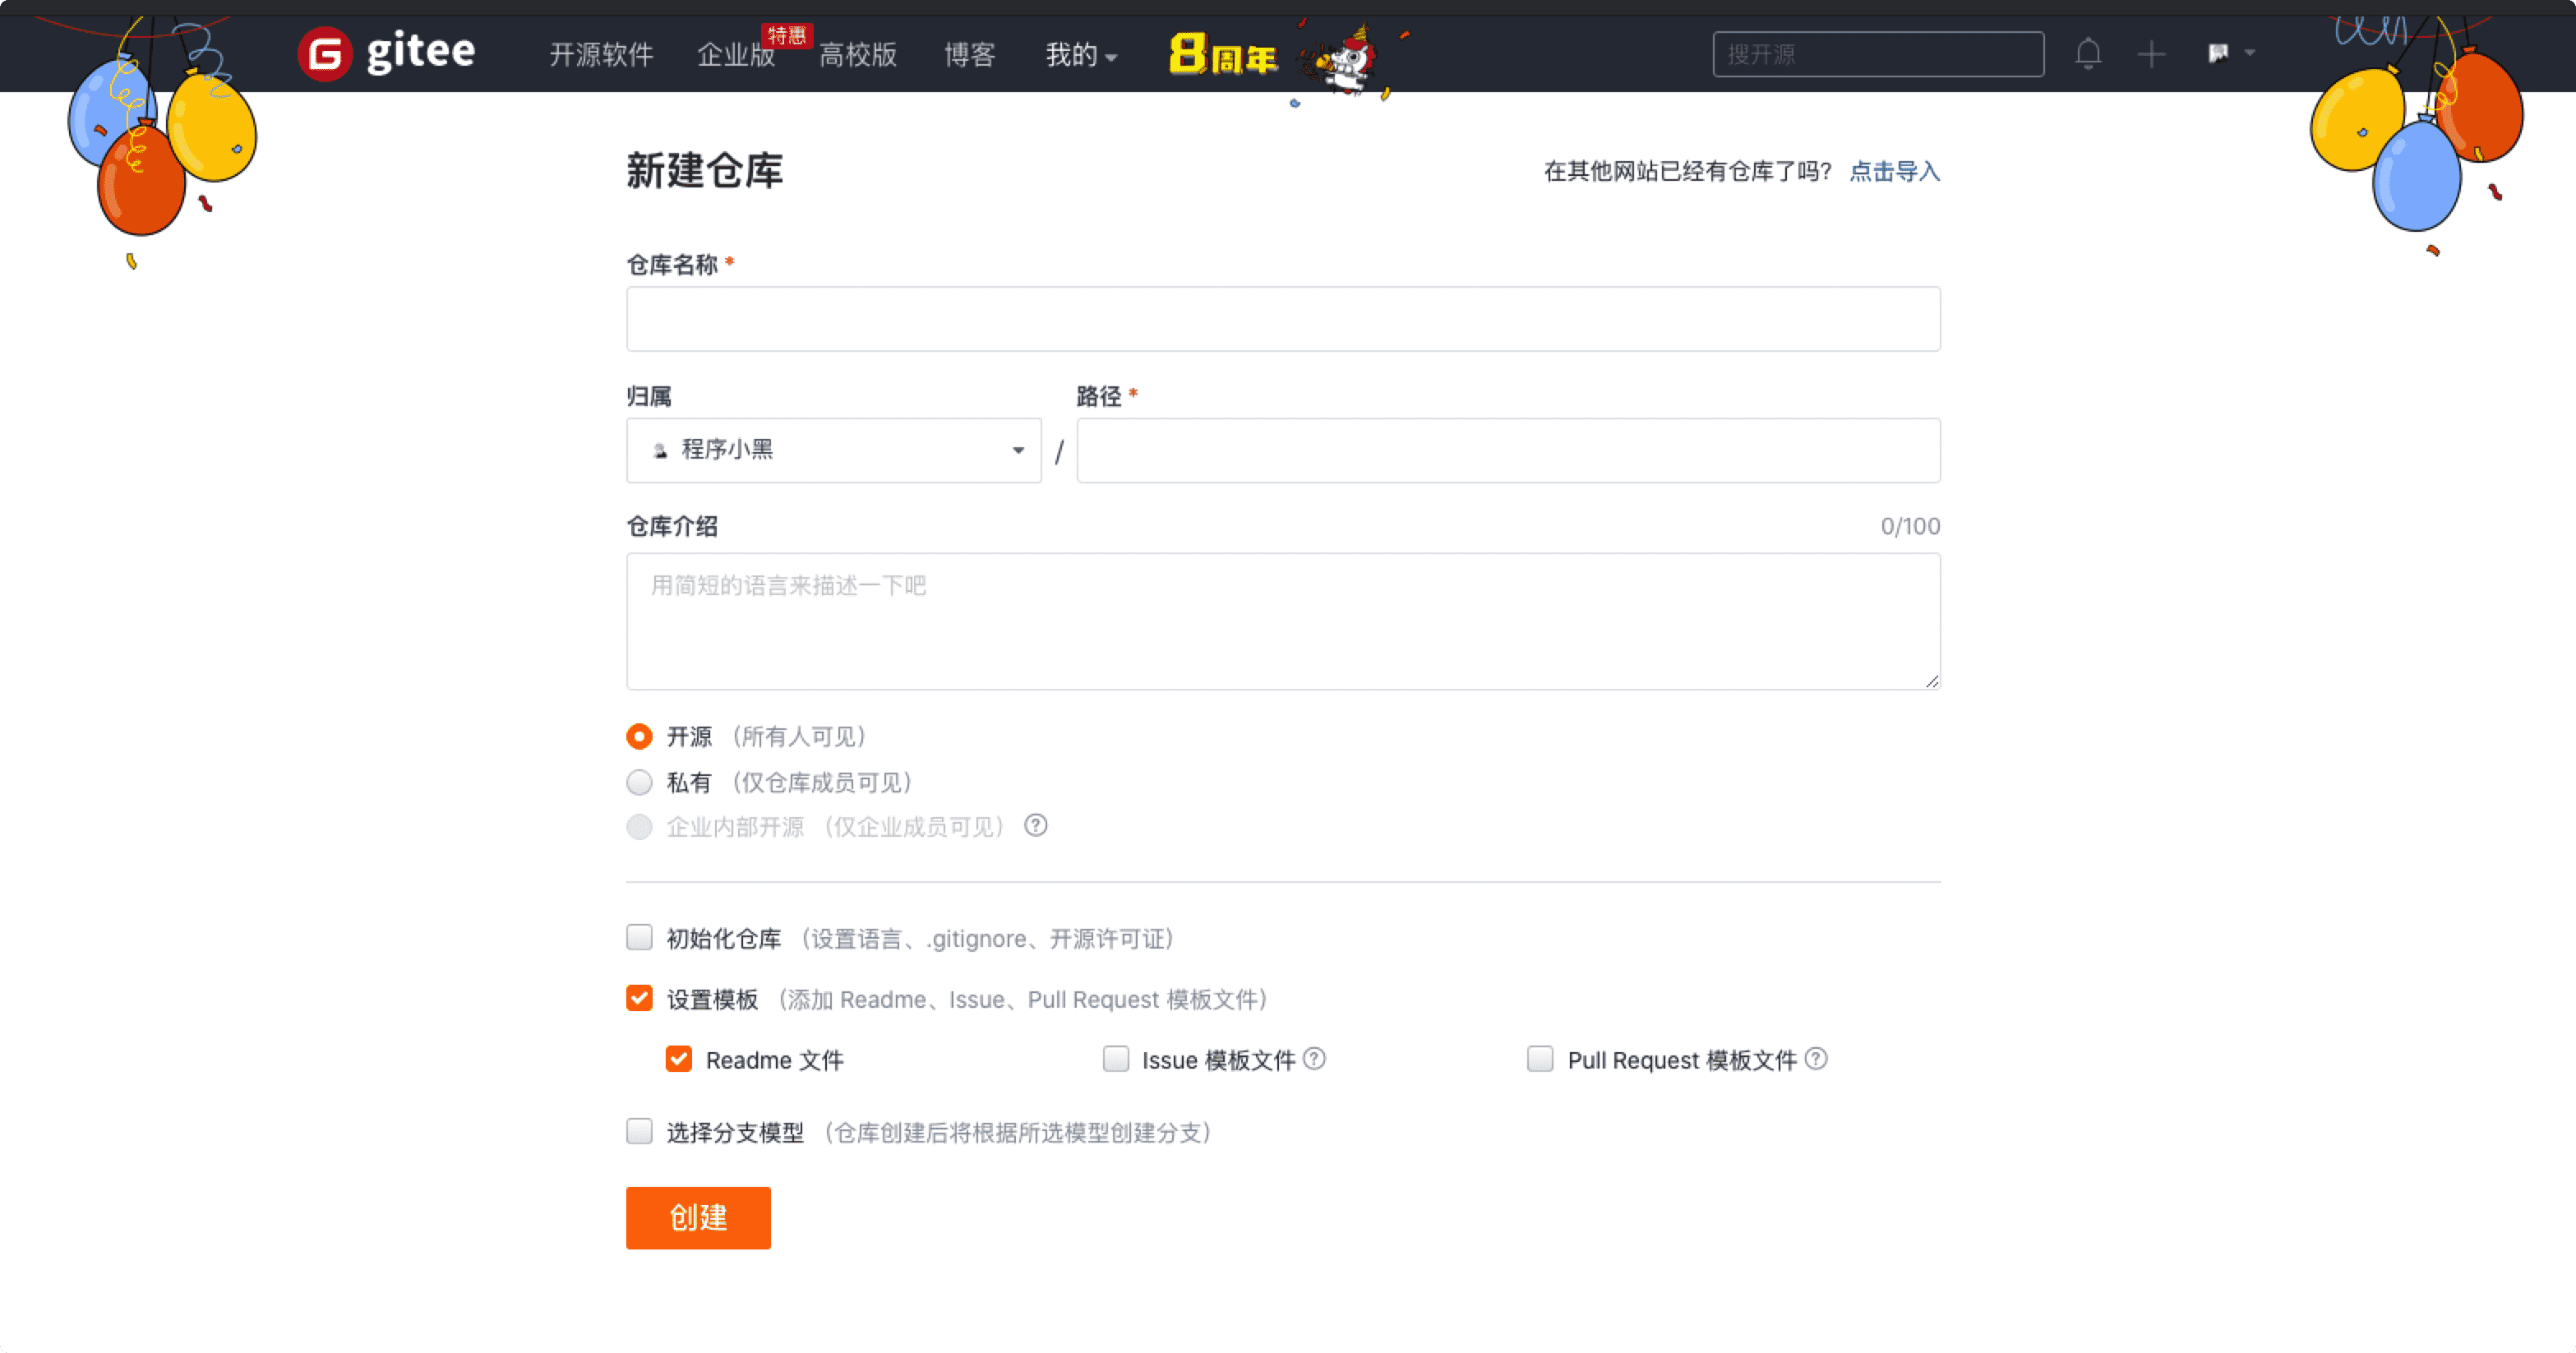 gitee 开源软件 企业版 特惠 高校版 博客 我的 8周年 搜开源
新建仓库 在其他网站已经有仓库了吗？ 点击导入
仓库名称 *
归属 路径 *
程序小黑 /
仓库介绍 0/100
用简短的语言来描述一下吧
开源 （所有人可见）
私有 （仅仓库成员可见）
企业内部开源 （仅企业成员可见） ?
初始化仓库 （设置语言、.gitignore、开源许可证）
设置模板 （添加 Readme、Issue、Pull Request 模板文件）
Readme 文件 Issue 模板文件 ? Pull Request 模板文件 ?
选择分支模型 （仓库创建后将根据所选模型创建分支）
创建